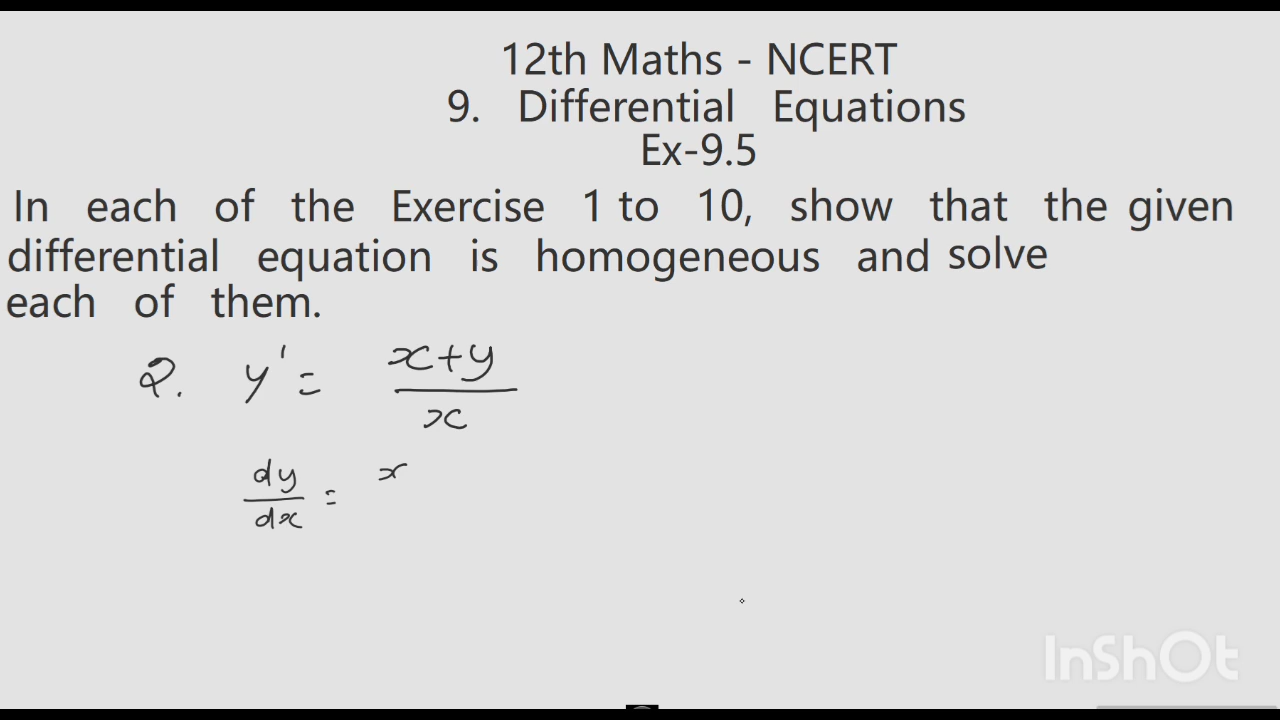 12th Maths - NCERT
9. Differential Equations
Ex-9.5
In each of the Exercise 1 to 10, show that the given
differential equation is homogeneous and solve
each of them.
2. y' = x+y
x
dy = x
dx
InShOt